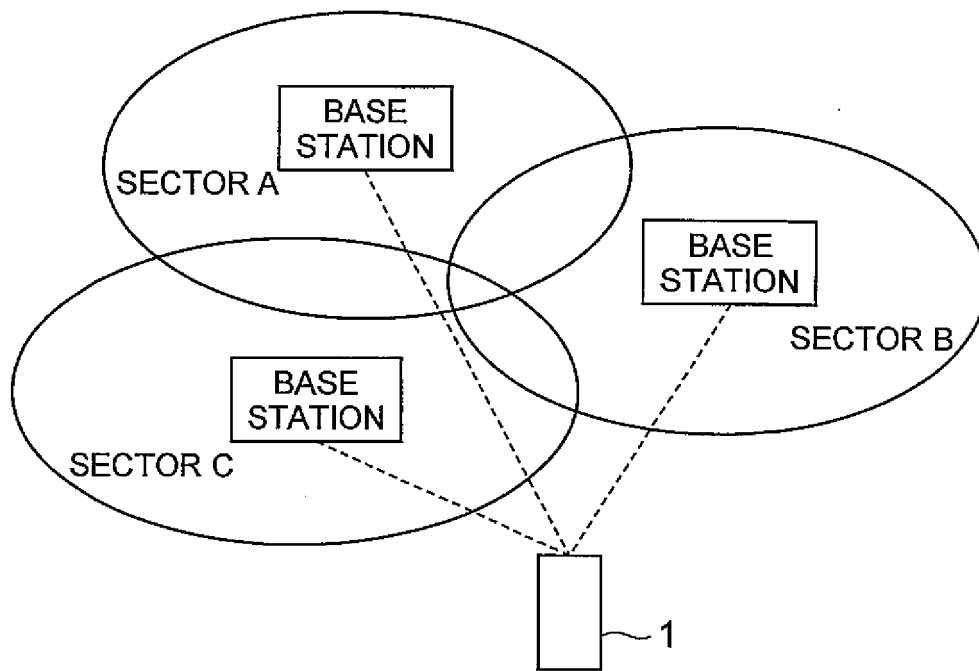 BASE
STATION
SECTOR A
BASE
STATION
SECTOR B
BASE
STATION
SECTOR C
1